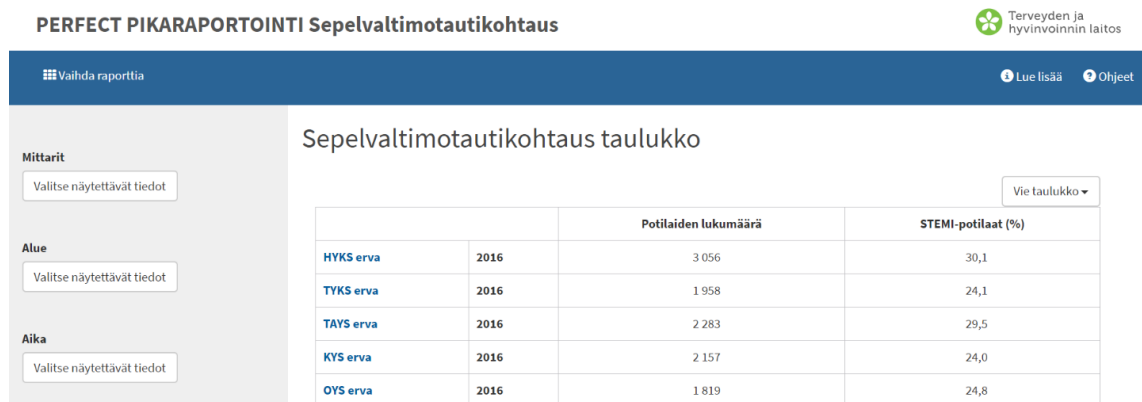 PERFECT PIKARAPORTOINTI Sepelvaltimotautikohtaus
Terveyden ja
hyvinvoinnin laitos
Vaihda raporttia
Lue lisää
Ohjeet
Mittarit
Valitse näytettävät tiedot
Alue
Valitse näytettävät tiedot
Aika
Valitse näytettävät tiedot
Sepelvaltimotautikohtaus taulukko
Vie taulukko
Potilaiden lukumäärä STEMI-potilaat (%)
HYKS erva 2016 3 056 30,1
TYKS erva 2016 1 958 24,1
TAYS erva 2016 2 283 29,5
KYS erva 2016 2 157 24,0
OYS erva 2016 1 819 24,8